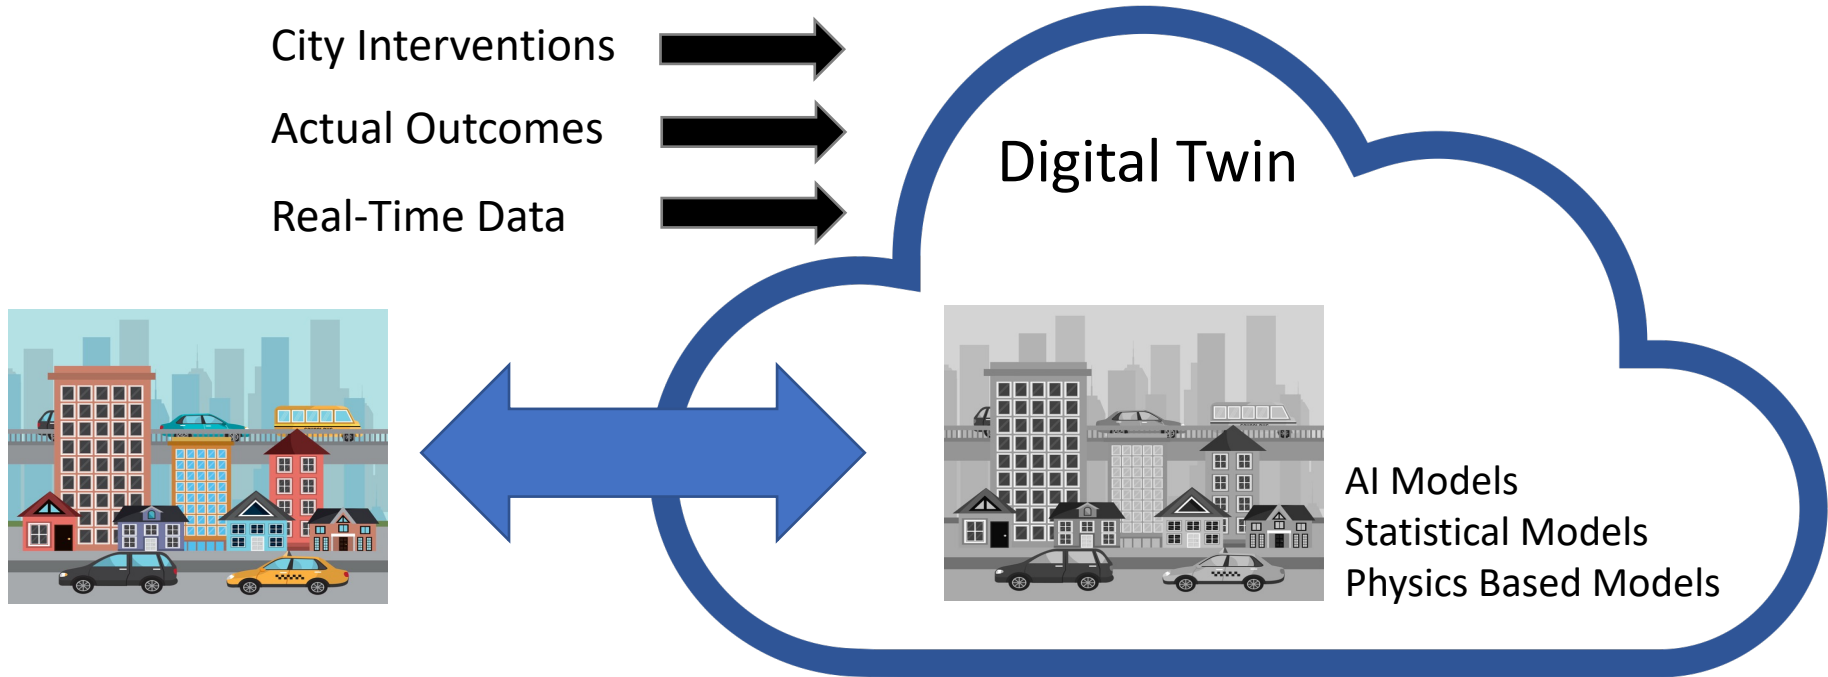 City Interventions
Actual Outcomes
Real-Time Data
Digital Twin
AI Models
Statistical Models
Physics Based Models